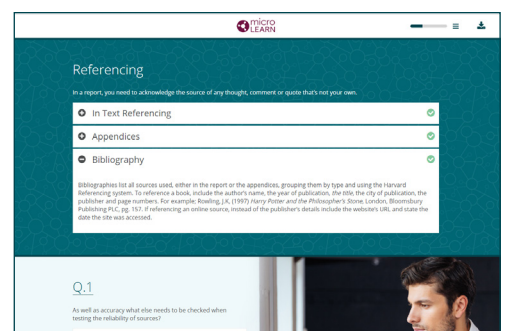 micro
LEARN
Referencing
In a report, you need to acknowledge the source of any thought, comment or quote that's not your own.
In Text Referencing
Appendices
Bibliography
Bibliographies list all sources used, either in the report or the appendices, grouping them by type and using the Harvard
Referencing system. To reference a book, include the author's name, the year of publication, the title, the city of publication, the
publisher and page numbers. For example; Rowling, J.K, (1997) Harry Potter and the Philosopher's Stone, London, Bloomsbury
Publishing PLC, pg. 157. If referencing an online source, instead of the publisher's details include the website's URL and state the
date the site was accessed.
Q.1
As well as accuracy what else needs to be checked when
testing the reliability of sources?